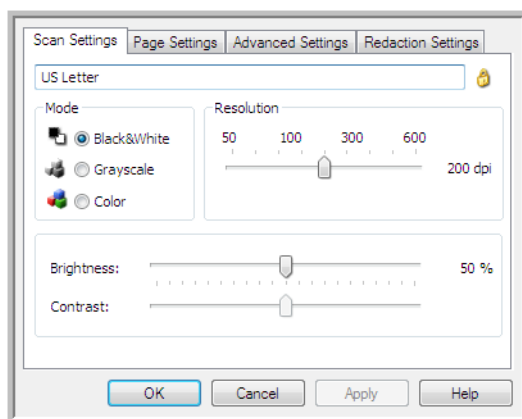 Scan Settings Page Settings Advanced Settings Redaction Settings
US Letter
Mode
Black&White
Grayscale
Color
Resolution
50 100 300 600
200 dpi
Brightness: 50 %
Contrast:
OK Cancel Apply Help